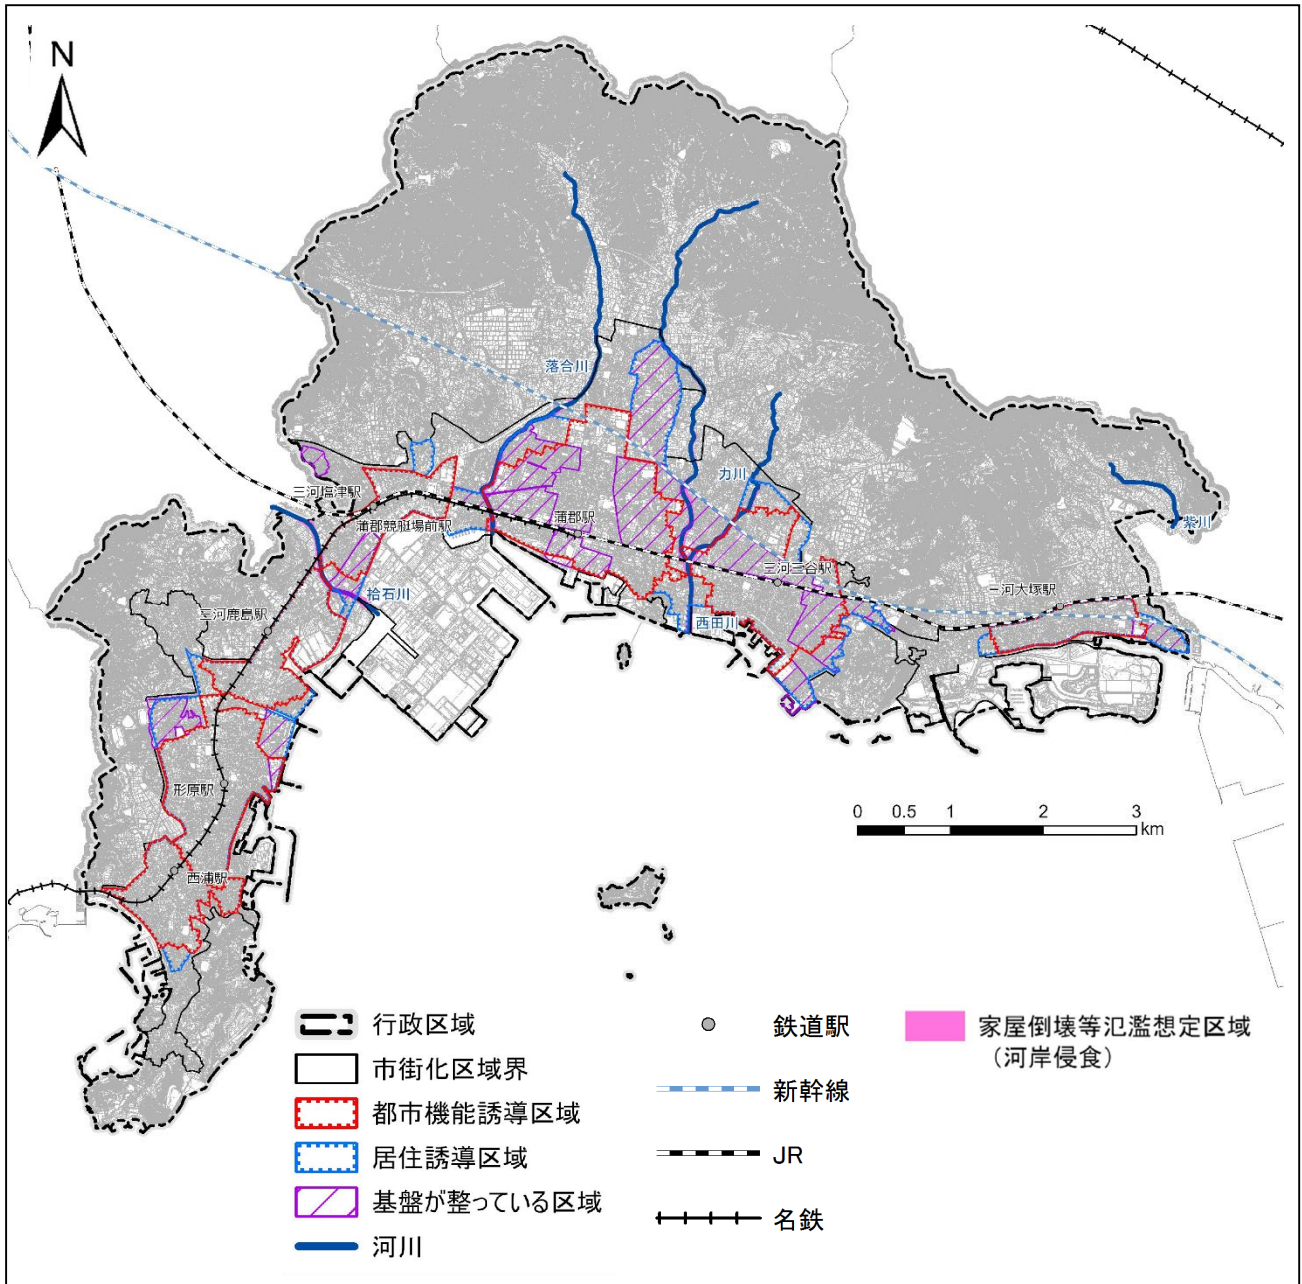 N
落合川
力川
三河塩津駅
蒲郡競艇場前駅
蒲郡駅
紫川
三河三谷駅
三河大塚駅
拾石川
三河鹿島駅
西田川
形原駅
0 0.5 1 2 3
km
西浦駅
行政区域
市街化区域界
都市機能誘導区域
居住誘導区域
基盤が整っている区域
河川
鉄道駅
新幹線
JR
名鉄
家屋倒壊等氾濫想定区域
（河岸侵食）